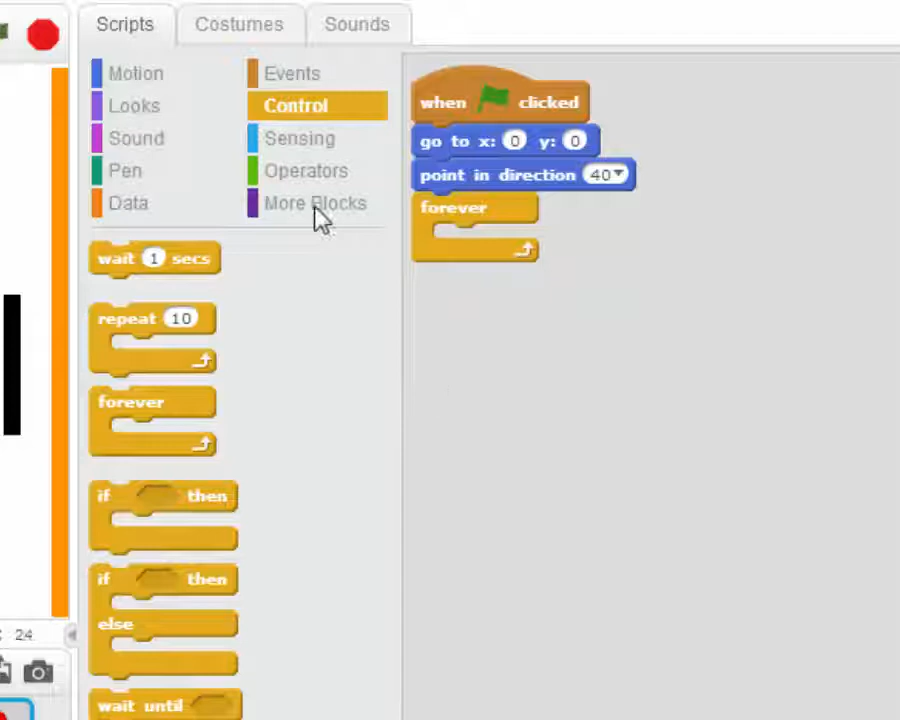 Scripts Costumes Sounds
Motion Events
Looks Control
Sound Sensing
Pen Operators
Data More Blocks
when clicked
go to x: 0 y: 0
point in direction 40
forever
wait 1 secs
repeat 10
forever
if then
if then
else
wait until
24